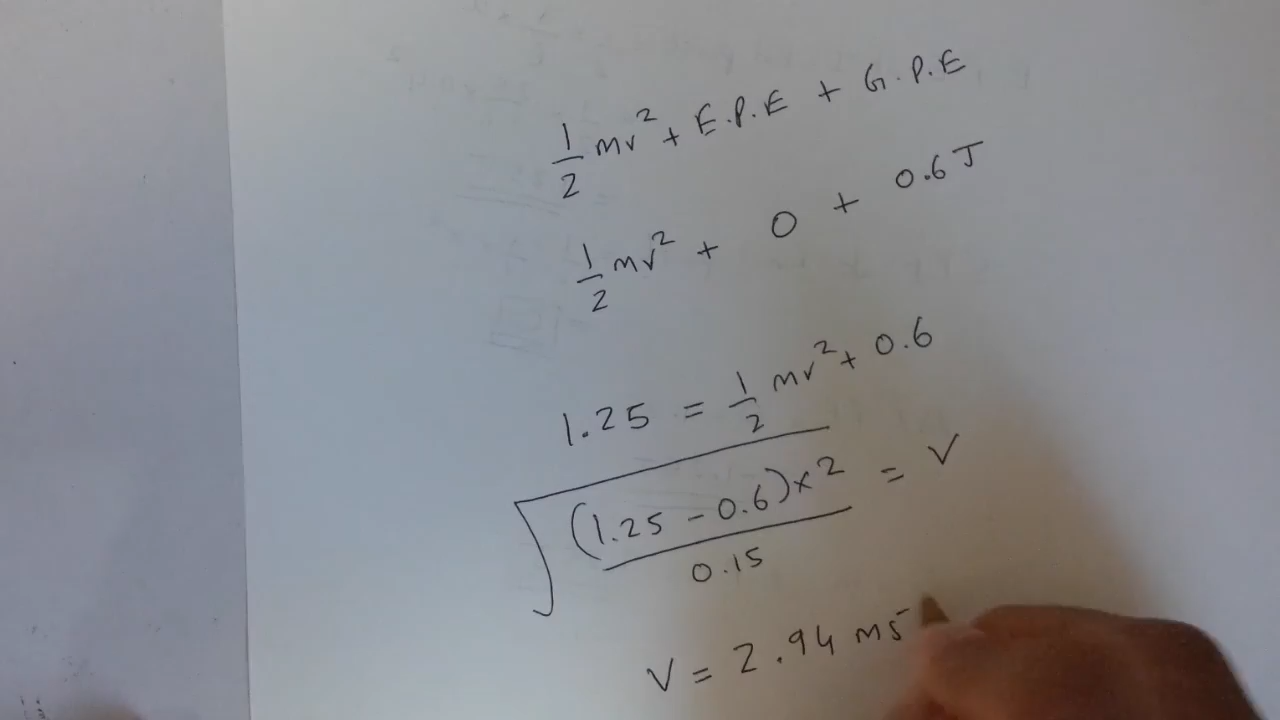 1/2 mv² + E.P.E + G.P.E
1/2 mv² + 0 + 0.6 J
1.25 = 1/2 mv² + 0.6
√((1.25 - 0.6) x 2 / 0.15) = V
V = 2.94 ms⁻